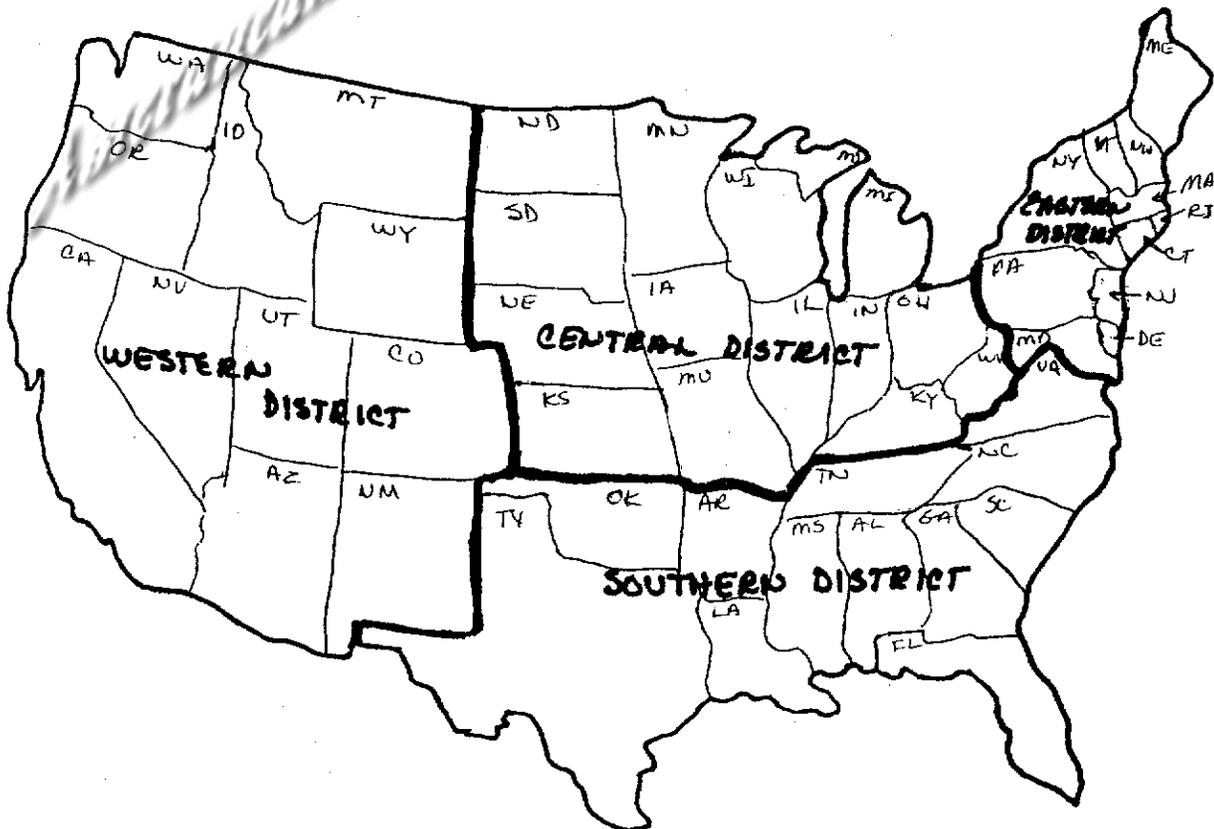 WA
MT
ID
OR
ND
MN
SD
WY
WI
MI
MI
ME
NY
VT
NH
MA
RI
CT
EASTERN
DISTRICT
CA
NV
UT
NE
IA
IL
IN
OH
PA
NJ
DE
MD
VA
CENTRAL DISTRICT
WESTERN
DISTRICT
CO
KS
MO
KY
WV
AZ
NM
TX
OK
AR
TN
NC
SC
MS
AL
GA
SOUTHERN DISTRICT
LA
FL